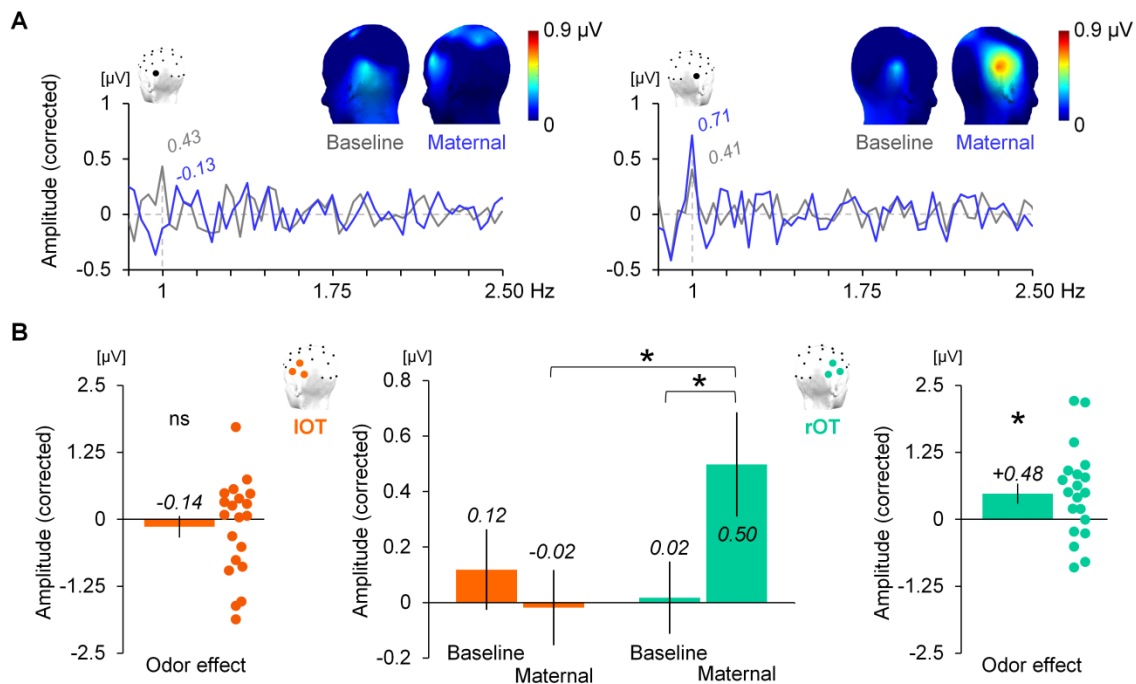 A
0.9 µV
0
Baseline
Maternal
[µV]
Amplitude (corrected)
1
0.5
0
-0.5
0.43
-0.13
1
1.75
2.50 Hz
0.9 µV
0
Baseline
Maternal
[µV]
1
0.5
0
-0.5
0.71
0.41
1
1.75
2.50 Hz
B
[µV]
Amplitude (corrected)
2.5
1.25
0
-1.25
-2.5
ns
-0.14
Odor effect
lOT
[µV]
Amplitude (corrected)
0.8
0.6
0.4
0.2
0
-0.2
*
*
0.12
-0.02
0.02
0.50
Baseline
Maternal
Baseline
Maternal
rOT
[µV]
Amplitude (corrected)
2.5
1.25
0
-1.25
-2.5
*
+0.48
Odor effect